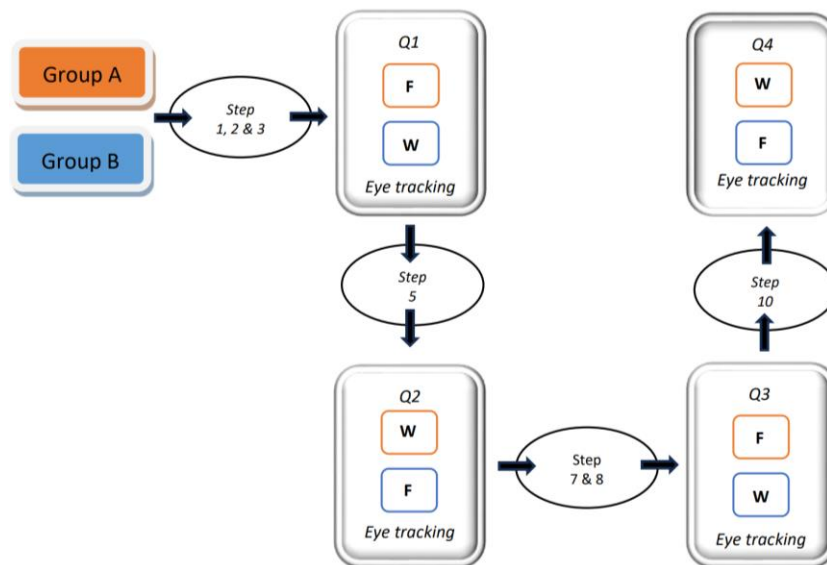 Group A
Group B
Step
1, 2 & 3
Q1
F
W
Eye tracking
Step
5
Q2
W
F
Eye tracking
Step
7 & 8
Q3
F
W
Eye tracking
Step
10
Q4
W
F
Eye tracking